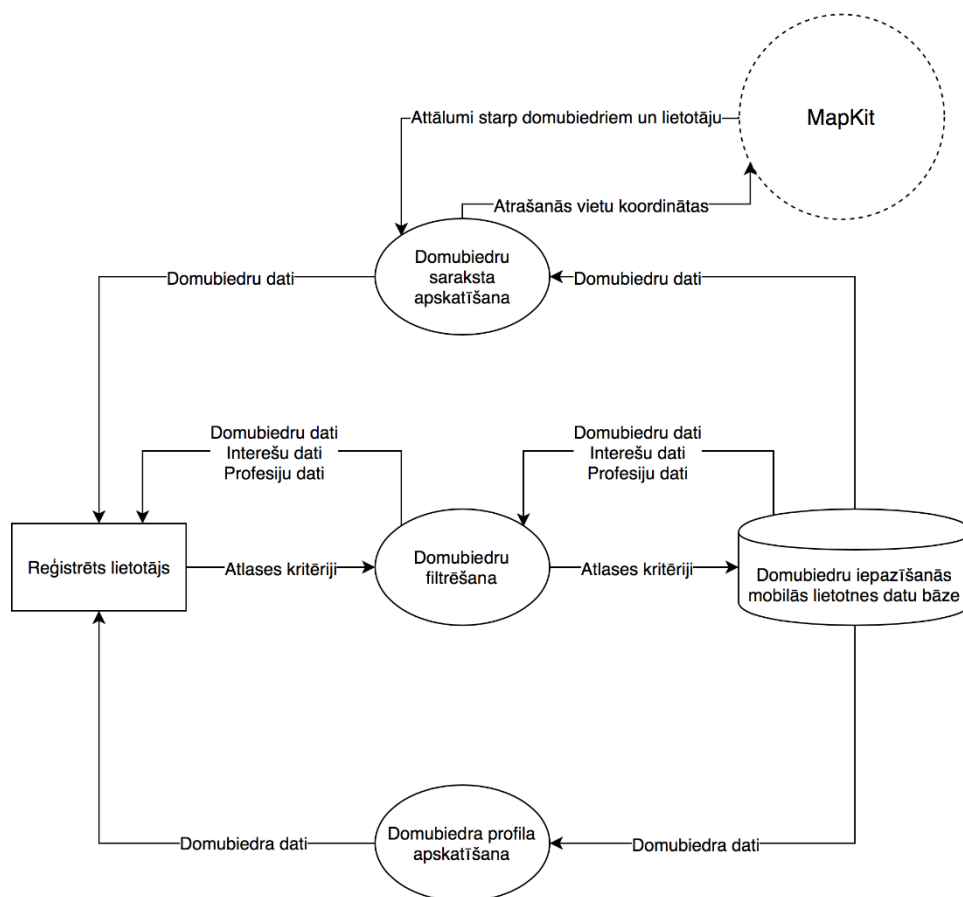 MapKit
Attālumi starp domubiedriem un lietotāju
Atrašanās vietu koordinātas
Domubiedru
saraksta
apskatīšana
Domubiedru dati
Domubiedru dati
Domubiedru dati
Interešu dati
Profesiju dati
Domubiedru dati
Interešu dati
Profesiju dati
Reģistrēts lietotājs
Atlases kritēriji
Domubiedru
filtrēšana
Atlases kritēriji
Domubiedru iepazīšanās
mobilās lietotnes datu bāze
Domubiedra dati
Domubiedra profila
apskatīšana
Domubiedra dati